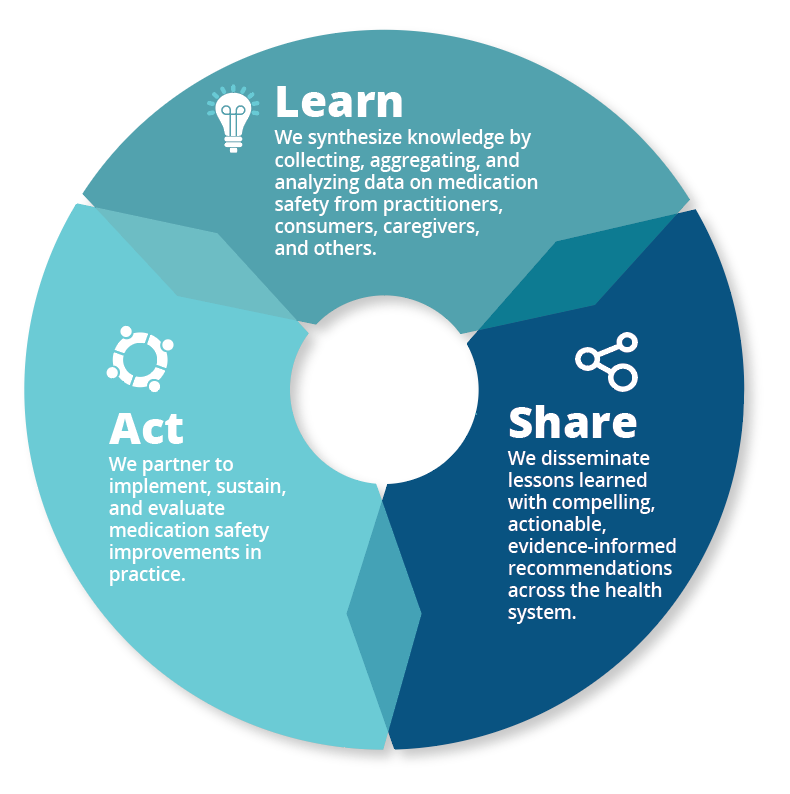 Learn
We synthesize knowledge by
collecting, aggregating, and
analyzing data on medication
safety from practitioners,
consumers, caregivers,
and others.
Share
We disseminate
lessons learned
with compelling,
actionable,
evidence-informed
recommendations
across the health
system.
Act
We partner to
implement, sustain,
and evaluate
medication safety
improvements in
practice.